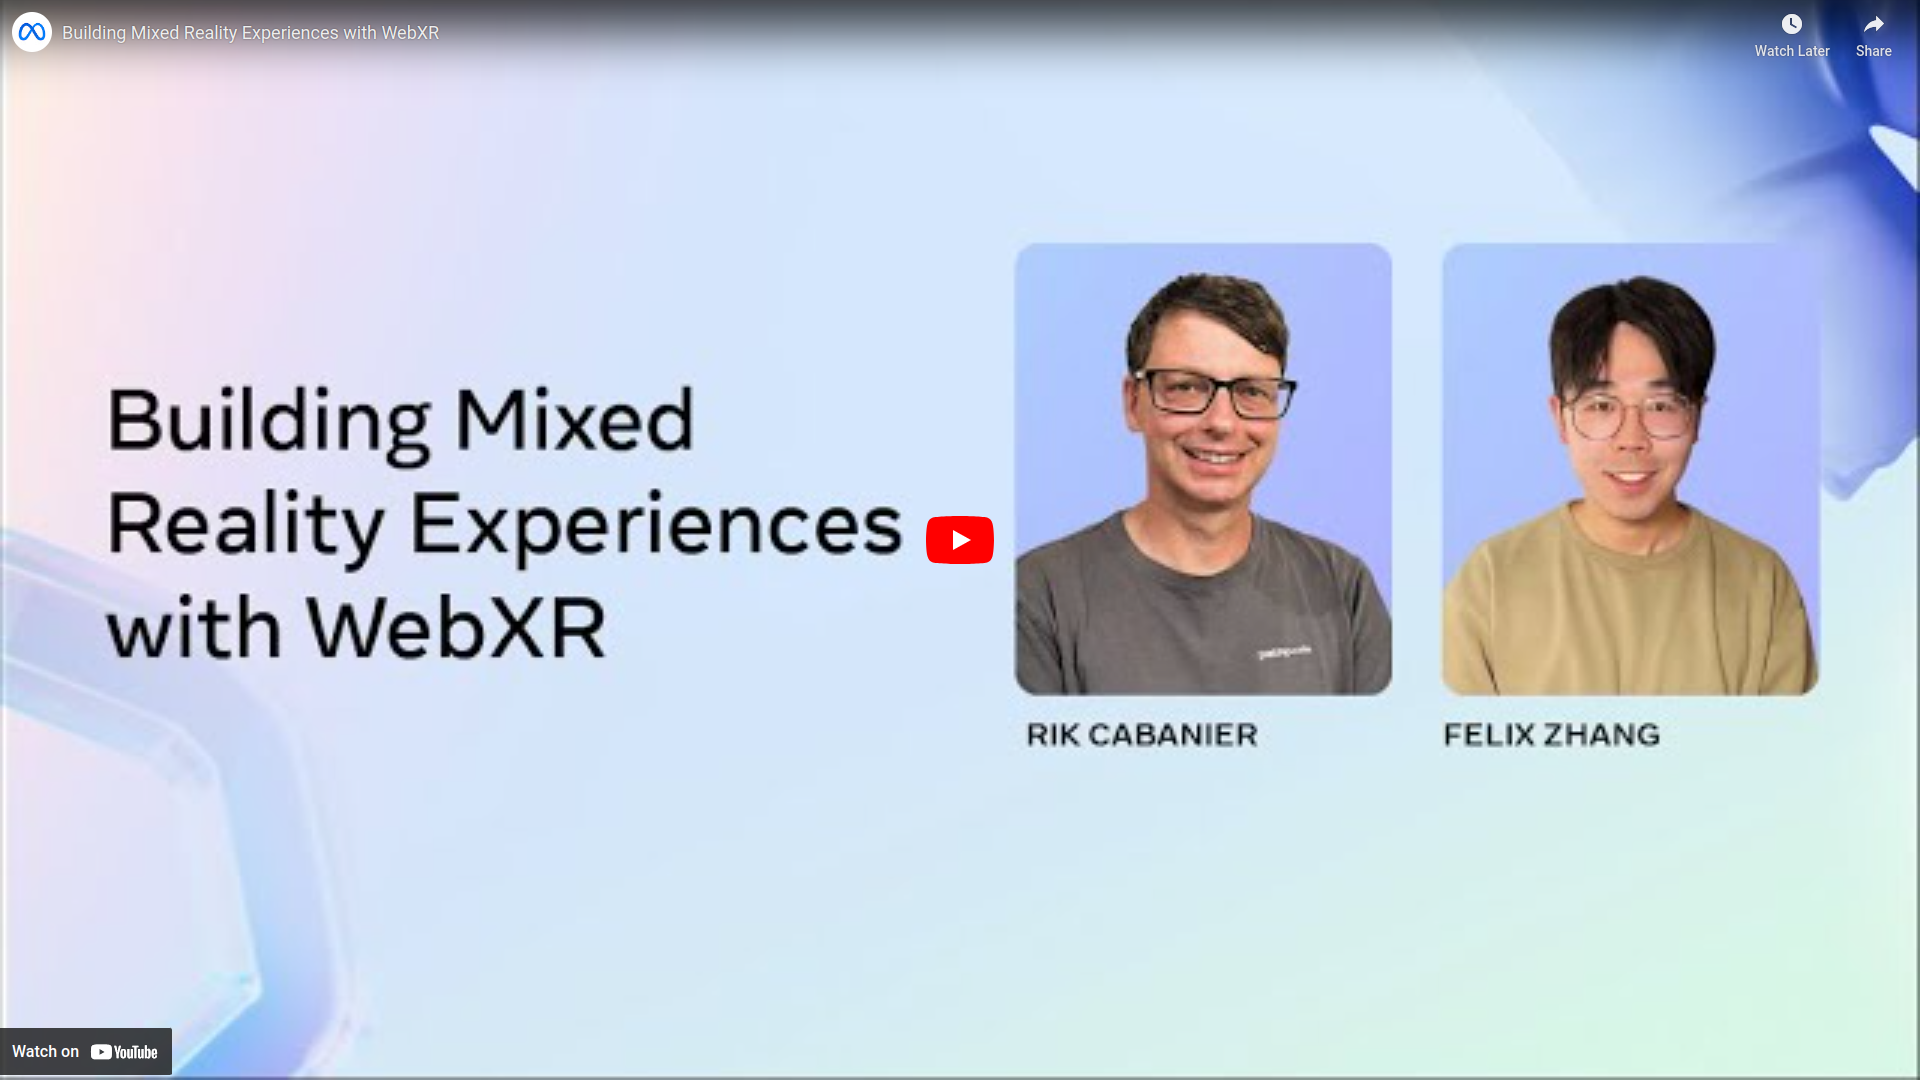 Building Mixed Reality Experiences with WebXR
Watch Later
Share
Building Mixed
Reality Experiences
with WebXR
RIK CABANIER
FELIX ZHANG
Watch on YouTube